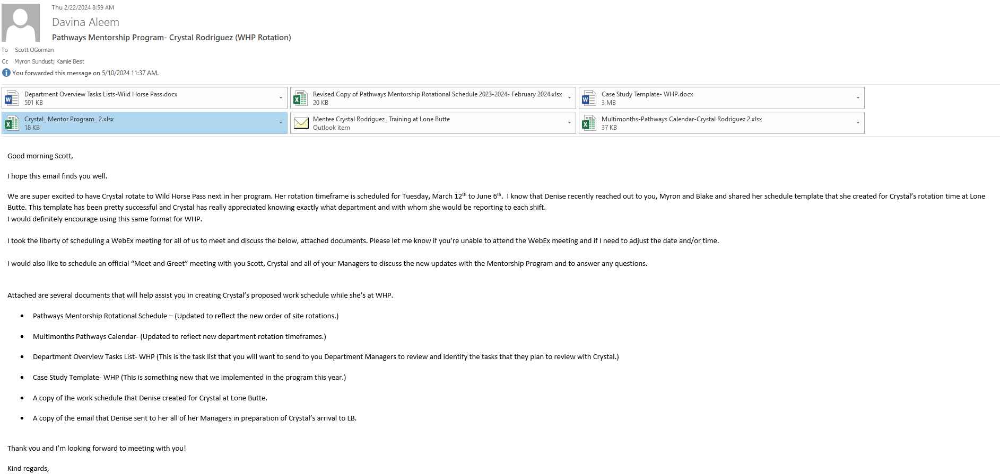 Thu 2/22/2024 8:59 AM
Davina Aleem
Pathways Mentorship Program- Crystal Rodriguez (WHP Rotation)
To Scott OGorman
Cc Myron Sundust; Kamie Best
You forwarded this message on 5/10/2024 11:37 AM.
Department Overview Tasks Lists-Wild Horse Pass.docx
591 KB
Revised Copy of Pathways Mentorship Rotational Schedule 2023-2024- February 2024.xlsx
20 KB
Case Study Template- WHP.docx
3 MB
Crystal_ Mentor Program_ 2.xlsx
18 KB
Mentee Crystal Rodriguez_ Training at Lone Butte
Outlook item
Multimonths-Pathways Calendar-Crystal Rodriguez 2.xlsx
37 KB
Good morning Scott,
I hope this email finds you well.
We are super excited to have Crystal rotate to Wild Horse Pass next in her program. Her rotation timeframe is scheduled for Tuesday, March 12th to June 6th. I know that Denise recently reached out to you, Myron and Blake and shared her schedule template that she created for Crystal's rotation time at Lone
Butte. This template has been pretty successful and Crystal has really appreciated knowing exactly what department and with whom she would be reporting to each shift.
I would definitely encourage using this same format for WHP.
I took the liberty of scheduling a WebEx meeting for all of us to meet and discuss the below, attached documents. Please let me know if you're unable to attend the WebEx meeting and if I need to adjust the date and/or time.
I would also like to schedule an official “Meet and Greet” meeting with you Scott, Crystal and all of your Managers to discuss the new updates with the Mentorship Program and to answer any questions.
Attached are several documents that will help assist you in creating Crystal's proposed work schedule while she's at WHP.
• Pathways Mentorship Rotational Schedule – (Updated to reflect the new order of site rotations.)
• Multimonths Pathways Calendar- (Updated to reflect new department rotation timeframes.)
• Department Overview Tasks List- WHP (This is the task list that you will want to send to you Department Managers to review and identify the tasks that they plan to review with Crystal.)
• Case Study Template- WHP (This is something new that we implemented in the program this year.)
• A copy of the work schedule that Denise created for Crystal at Lone Butte.
• A copy of the email that Denise sent to her all of her Managers in preparation of Crystal's arrival to LB.
Thank you and I'm looking forward to meeting with you!
Kind regards,